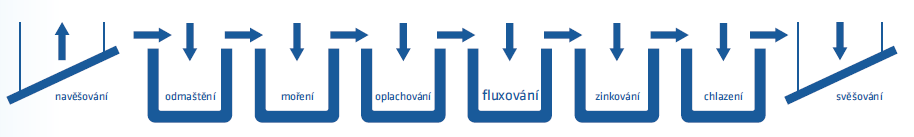 navěšování
odmaštění
moření
oplachování
fluxování
zinkování
chlazení
svěšování